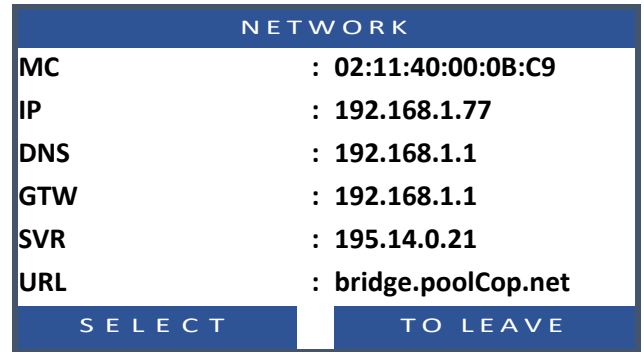 NETWORK
MC : 02:11:40:00:0B:C9
IP : 192.168.1.77
DNS : 192.168.1.1
GTW : 192.168.1.1
SVR : 195.14.0.21
URL : bridge.poolCop.net
SELECT TO LEAVE